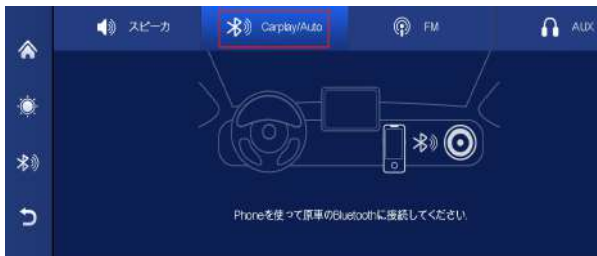 スピーカ
Carplay/Auto
FM
AUX
Phoneを使って原車のBluetoothに接続してください.